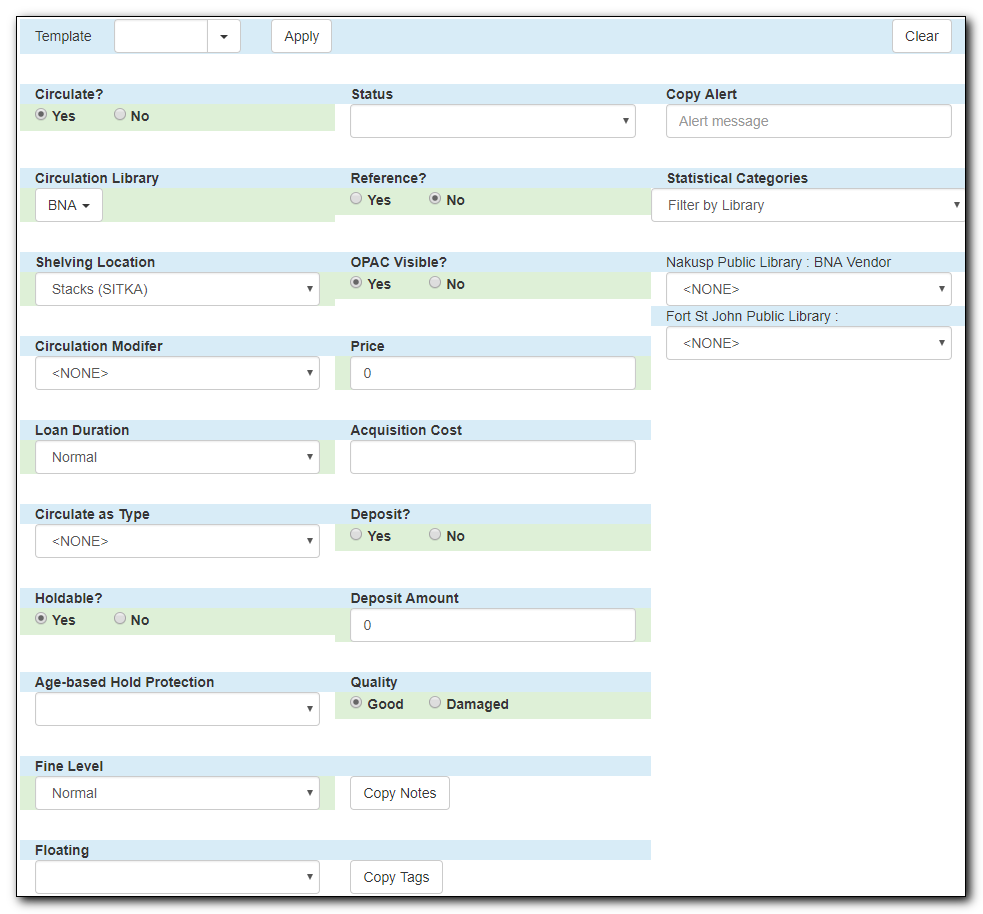 Template Apply Clear
Circulate? Status Copy Alert
Yes No Alert message
Circulation Library Reference? Statistical Categories
BNA Yes No Filter by Library
Shelving Location OPAC Visible? Nakusp Public Library : BNA Vendor
Stacks (SITKA) Yes No <NONE>
Fort St John Public Library :
Circulation Modifer Price <NONE>
<NONE> 0
Loan Duration Acquisition Cost
Normal
Circulate as Type Deposit?
<NONE> Yes No
Holdable? Deposit Amount
Yes No 0
Age-based Hold Protection Quality
Good Damaged
Fine Level
Normal Copy Notes
Floating
Copy Tags